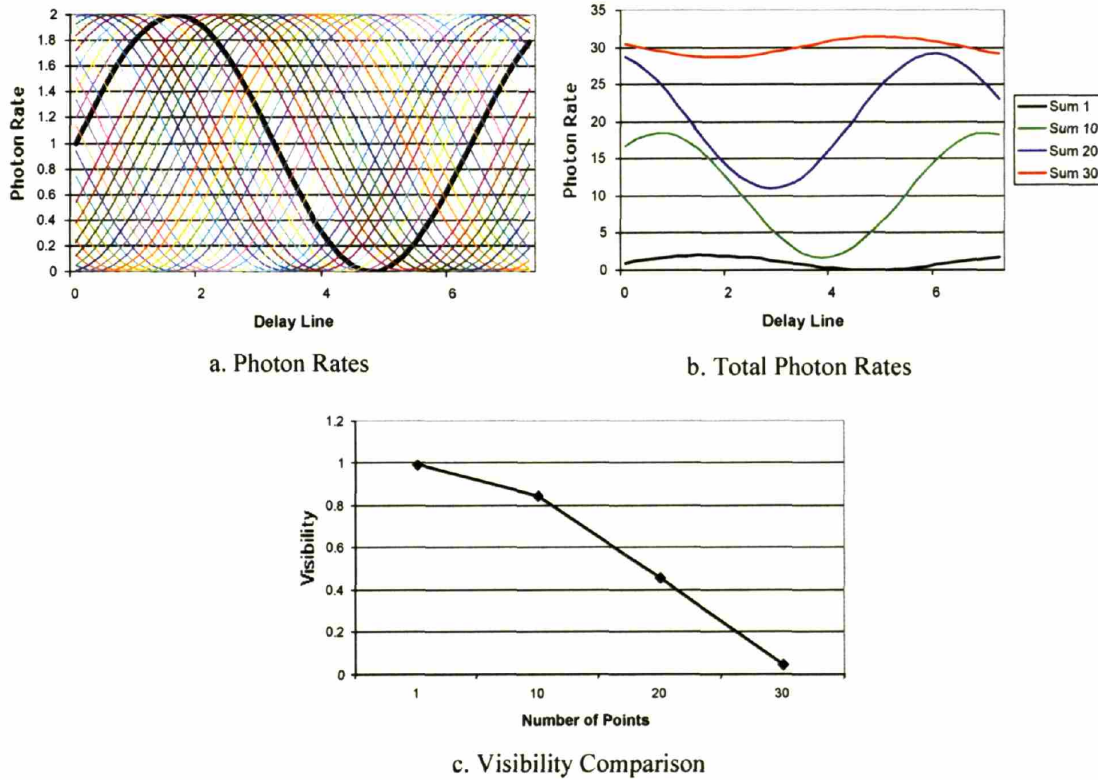 Photon Rate
2
1.8
1.6
1.4
1.2
1
0.8
0.6
0.4
0.2
0
0 2 4 6
Delay Line
a. Photon Rates
Photon Rate
35
30
25
20
15
10
5
0
0 2 4 6
Delay Line
Sum 1
Sum 10
Sum 20
Sum 30
b. Total Photon Rates
Visibility
1.2
1
0.8
0.6
0.4
0.2
0
1 10 20 30
Number of Points
c. Visibility Comparison